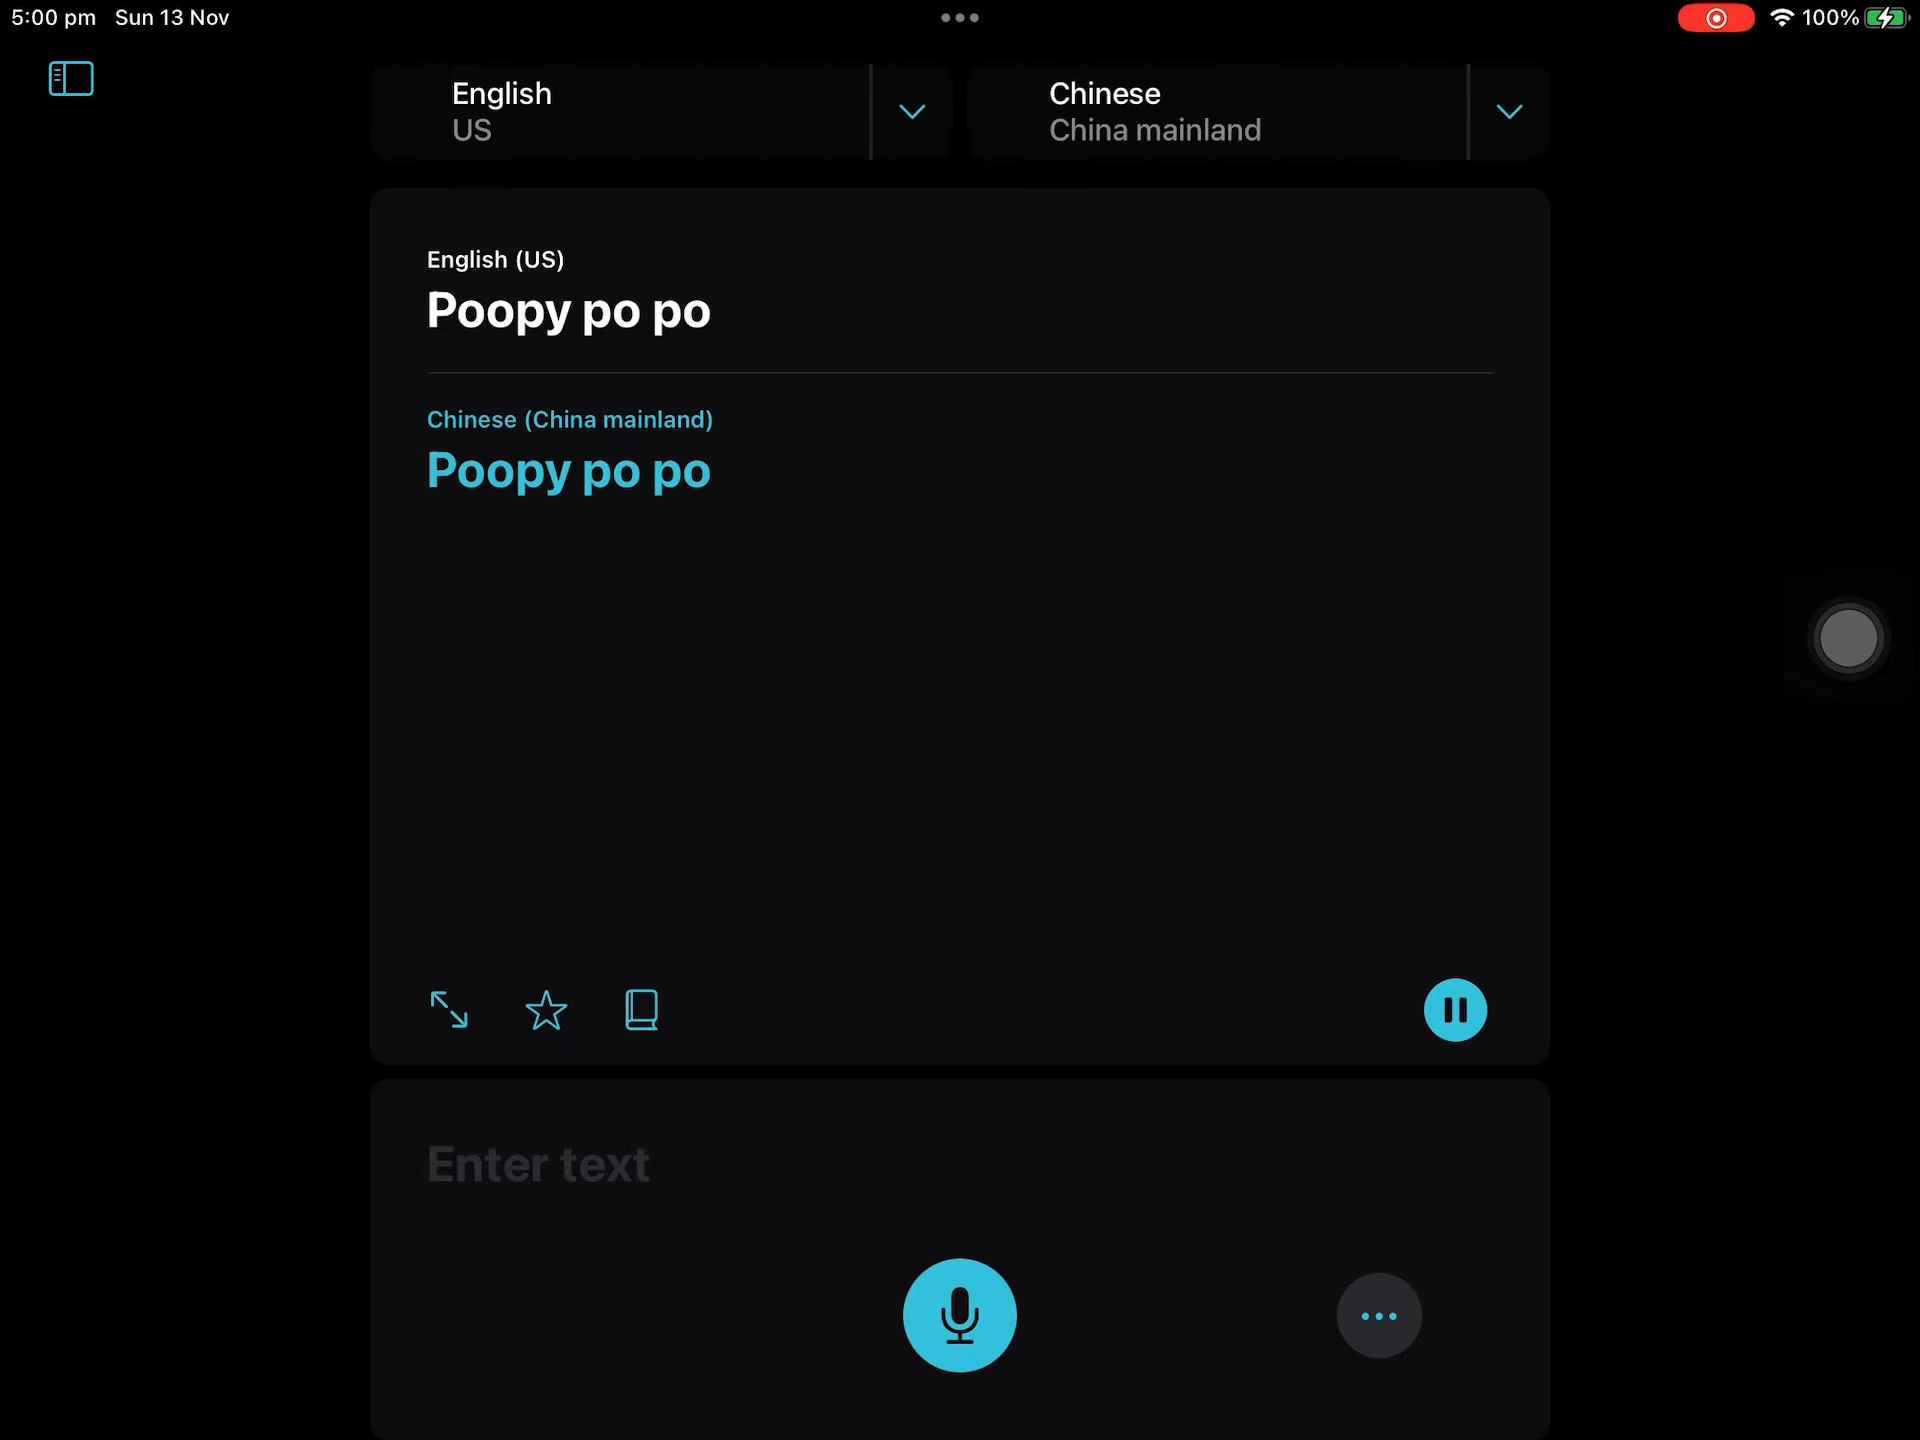 5:00 pm Sun 13 Nov
100%
English
US
Chinese
China mainland
English (US)
Poopy po po
Chinese (China mainland)
Poopy po po
Enter text